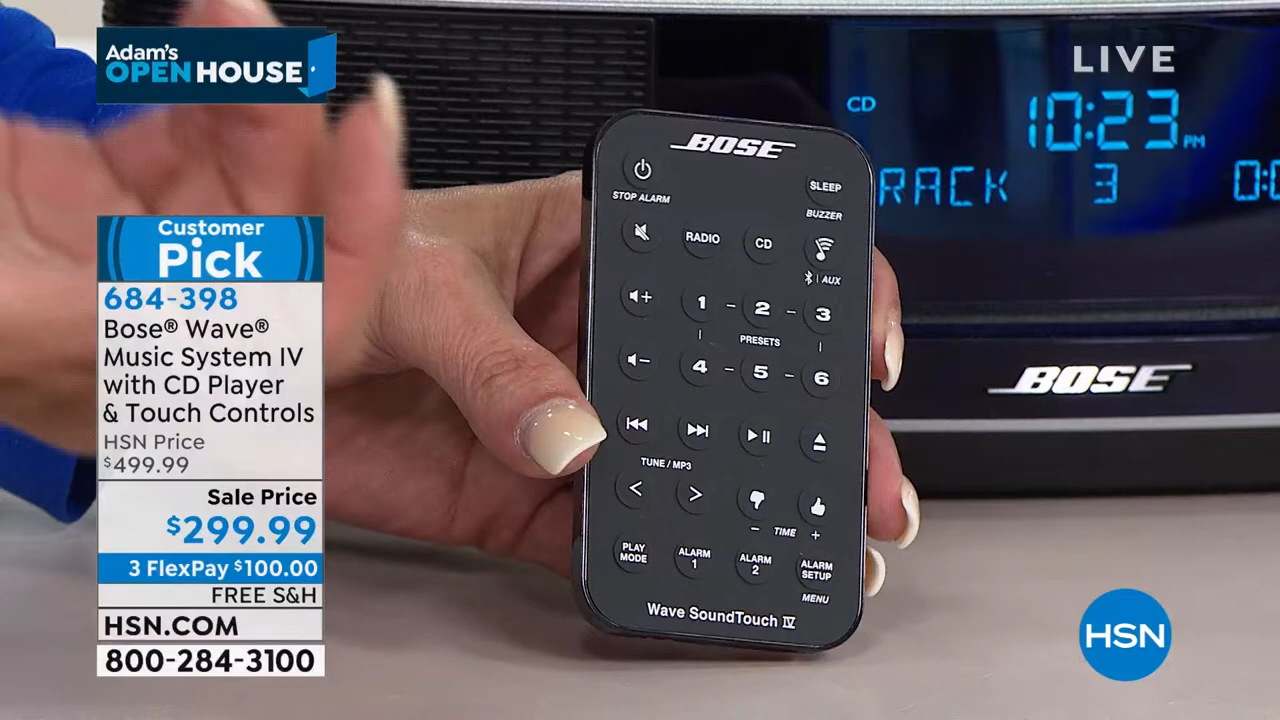 Adam's
OPEN HOUSE
LIVE
Customer
Pick
684-398
Bose® Wave®
Music System IV
with CD Player
& Touch Controls
HSN Price
$499.99
Sale Price
$299.99
3 FlexPay $100.00
FREE S&H
HSN.COM
800-284-3100
BOSE
STOP ALARM
SLEEP
BUZZER
RADIO
CD
AUX
1 - 2 - 3
PRESETS
4 - 5 - 6
TUNE / MP3
< >
- TIME +
PLAY MODE
ALARM 1
ALARM 2
ALARM SETUP
MENU
Wave SoundTouch IV
CD
10:23 PM
RACK 3 0:0
BOSE
HSN